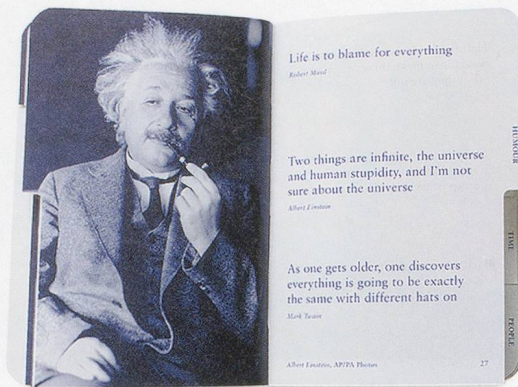 Life is to blame for everything
Robert Musil
Two things are infinite, the universe
and human stupidity, and I'm not
sure about the universe
Albert Einstein
As one gets older, one discovers
everything is going to be exactly
the same with different hats on
Mark Twain
Albert Einstein, AP/PA Photos
27
HUMOUR
TIME
PEOPLE